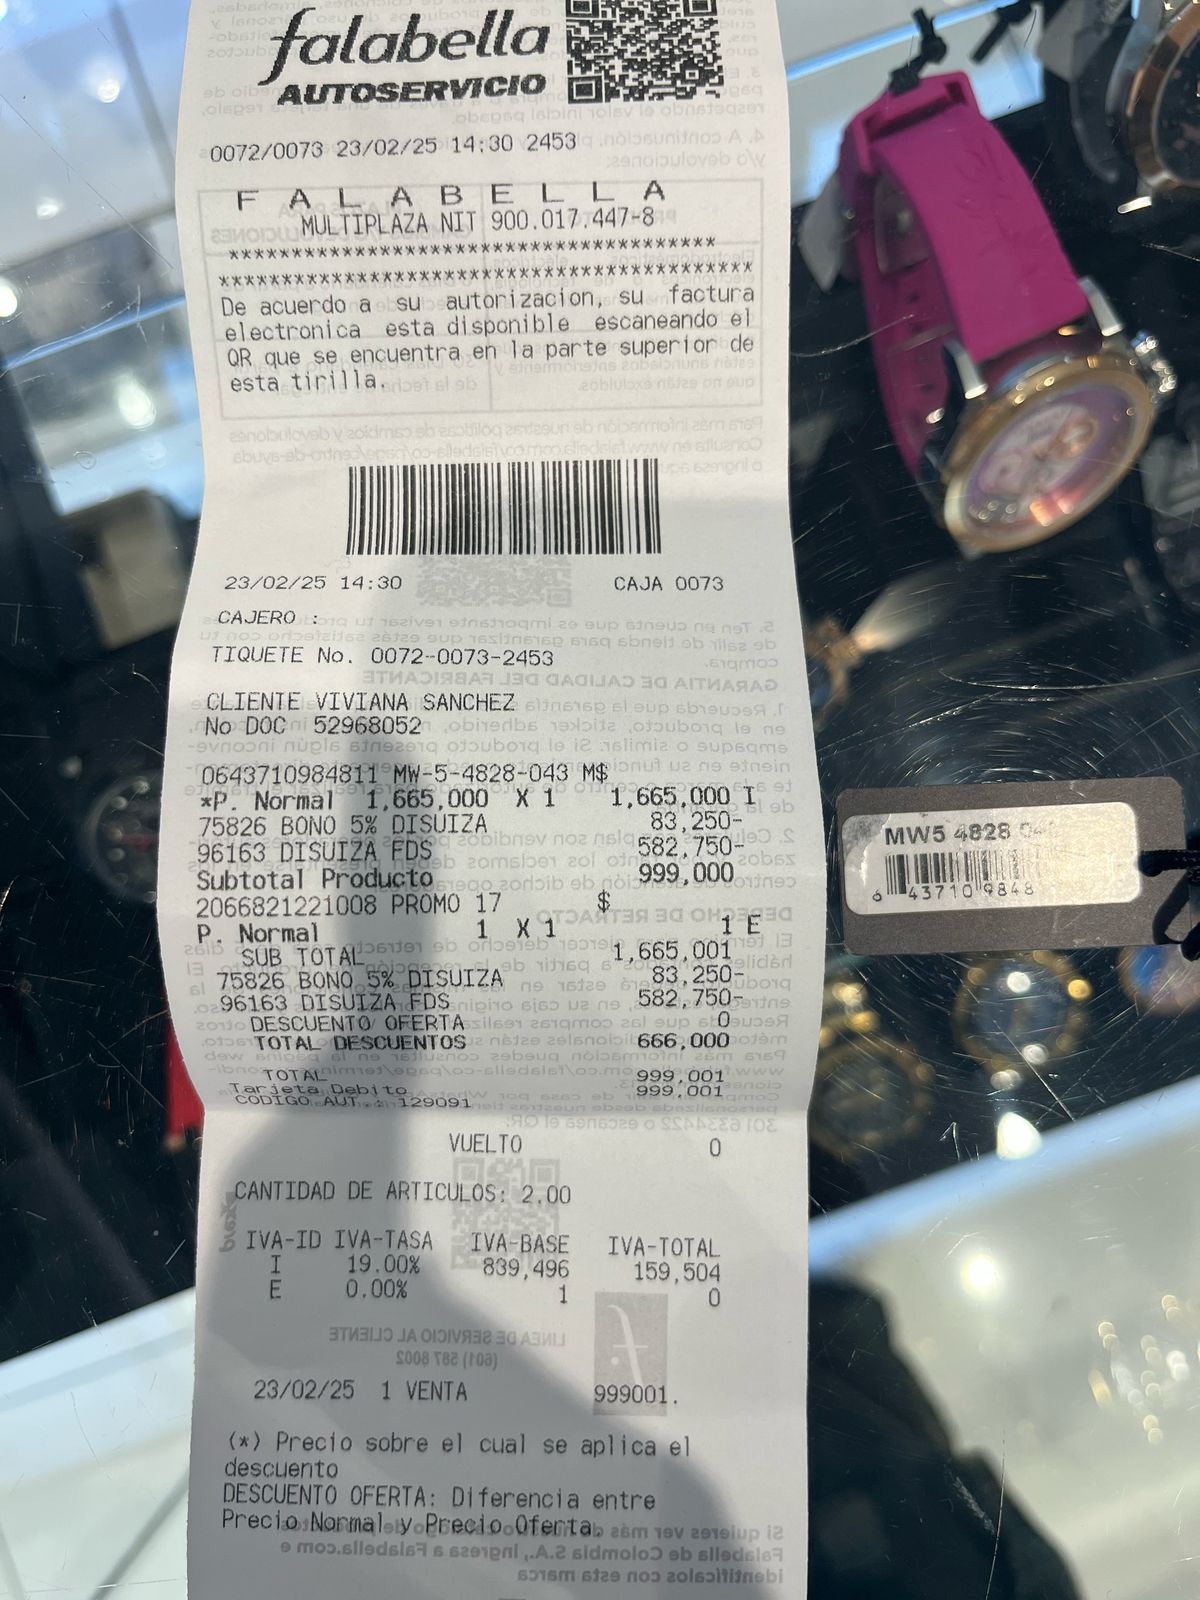 falabella
AUTOSERVICIO
0072/0073 23/02/25 14:30 2453
F A L A B E L L A
MULTIPLAZA NIT 900.017.447-8
***************************************
*******************************************
De acuerdo a su autorizacion, su factura
electronica esta disponible escaneando el
QR que se encuentra en la parte superior de
esta tirilla.
23/02/25 14:30 CAJA 0073
CAJERO :
TIQUETE No. 0072-0073-2453
CLIENTE VIVIANA SANCHEZ
No DOC 52968052
0643710984811 MW-5-4828-043 M$
*P. Normal 1,665,000 X 1 1,665,000 I
75826 BONO 5% DISUIZA 83,250-
96163 DISUIZA FDS 582,750-
Subtotal Producto 999,000
2066821221008 PROMO 17 $
P. Normal 1 X 1 1 E
SUB TOTAL 1,665,001
75826 BONO 5% DISUIZA 83,250-
96163 DISUIZA FDS 582,750-
DESCUENTO OFERTA 0
TOTAL DESCUENTOS 666,000
TOTAL 999,001
Tarjeta Debito 999,001
CODIGO AUT.: 129091
VUELTO 0
CANTIDAD DE ARTICULOS: 2.00
IVA-ID IVA-TASA IVA-BASE IVA-TOTAL
I 19.00% 839,496 159,504
E 0.00% 1 0
23/02/25 1 VENTA 999001.
(*) Precio sobre el cual se aplica el
descuento
DESCUENTO OFERTA: Diferencia entre
Precio Normal y Precio Oferta.
MW5 4828
6 43710 9848